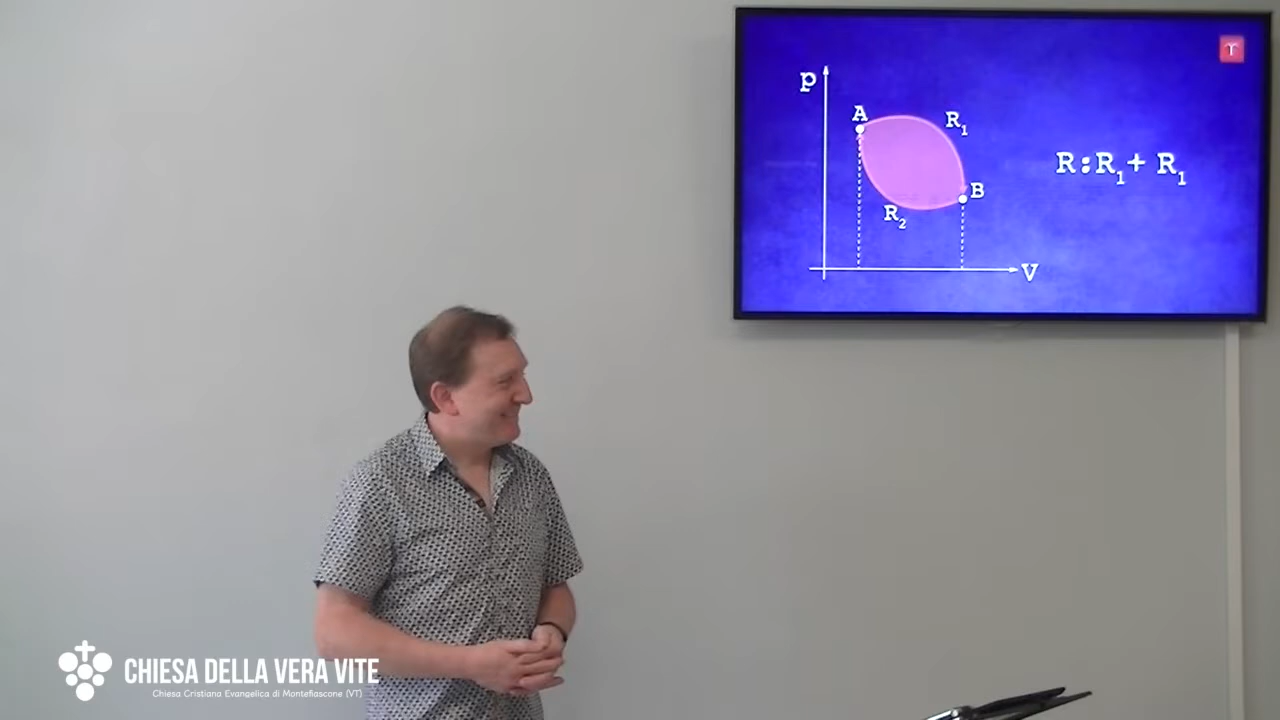 p
A
R₁
B
R₂
V
R:R₁+ R₁
CHIESA DELLA VERA VITE
Chiesa Cristiana Evangelica di Montefiascone (VT)